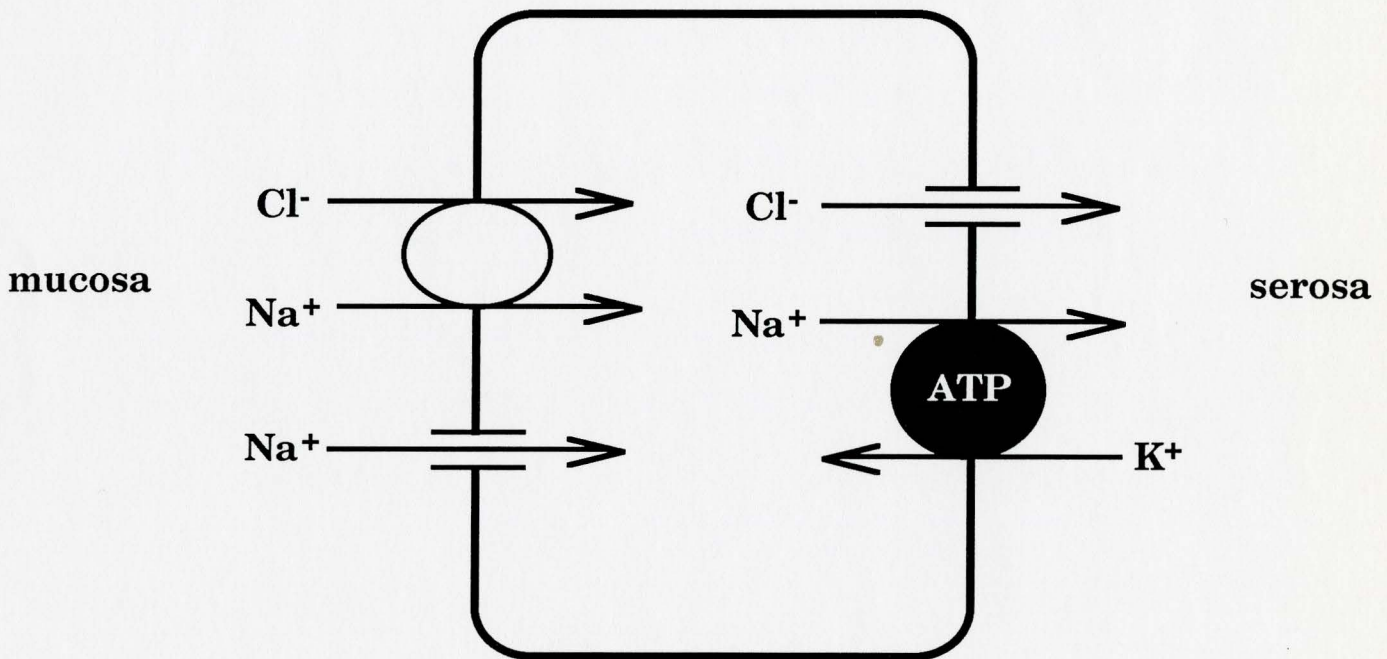 Cl-
Cl-
mucosa
serosa
Na+
Na+
ATP
Na+
K+